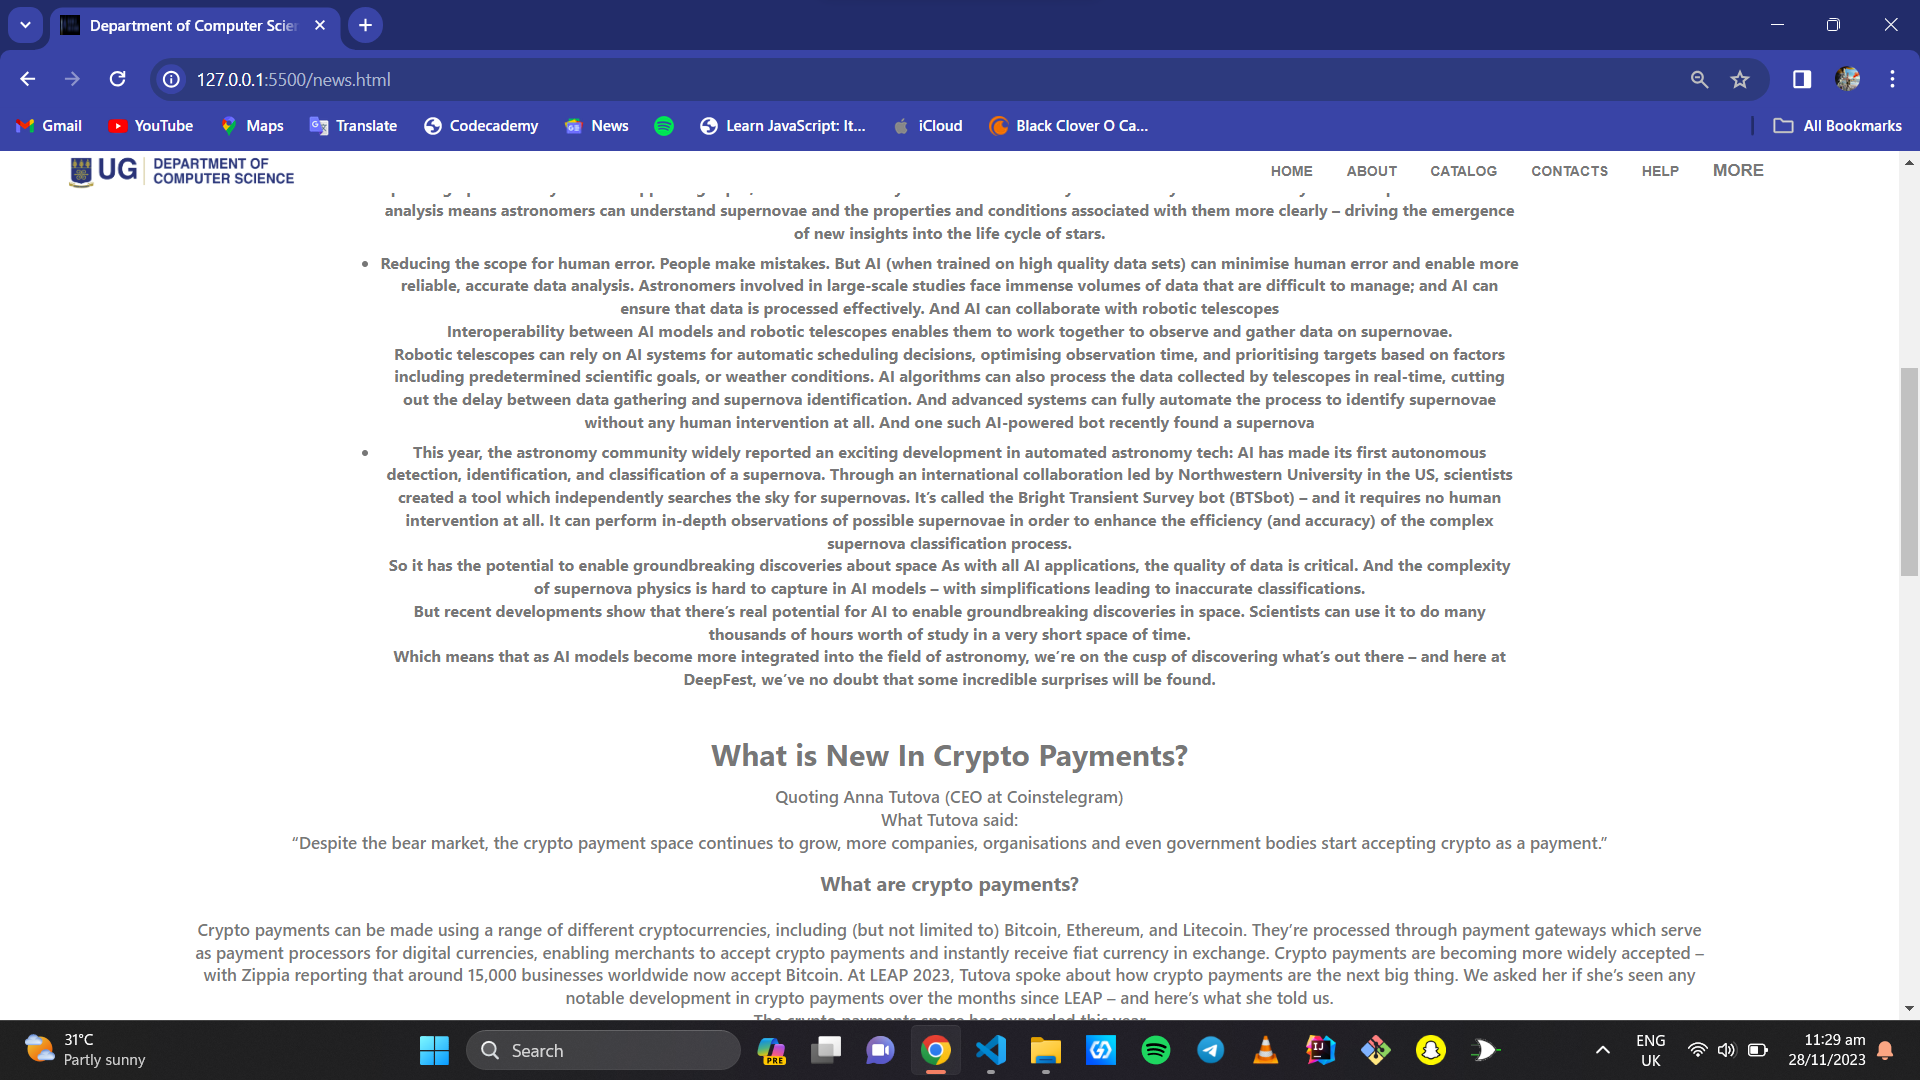 Department of Computer Scien
127.0.0.1:5500/news.html
Gmail
YouTube
Maps
Translate
Codecademy
News
Learn JavaScript: It...
iCloud
Black Clover O Ca...
All Bookmarks
UG DEPARTMENT OF
COMPUTER SCIENCE
HOME ABOUT CATALOG CONTACTS HELP MORE
analysis means astronomers can understand supernovae and the properties and conditions associated with them more clearly – driving the emergence
of new insights into the life cycle of stars.
• Reducing the scope for human error. People make mistakes. But AI (when trained on high quality data sets) can minimise human error and enable more
reliable, accurate data analysis. Astronomers involved in large-scale studies face immense volumes of data that are difficult to manage; and AI can
ensure that data is processed effectively. And AI can collaborate with robotic telescopes
Interoperability between AI models and robotic telescopes enables them to work together to observe and gather data on supernovae.
Robotic telescopes can rely on AI systems for automatic scheduling decisions, optimising observation time, and prioritising targets based on factors
including predetermined scientific goals, or weather conditions. AI algorithms can also process the data collected by telescopes in real-time, cutting
out the delay between data gathering and supernova identification. And advanced systems can fully automate the process to identify supernovae
without any human intervention at all. And one such AI-powered bot recently found a supernova
• This year, the astronomy community widely reported an exciting development in automated astronomy tech: AI has made its first autonomous
detection, identification, and classification of a supernova. Through an international collaboration led by Northwestern University in the US, scientists
created a tool which independently searches the sky for supernovas. It’s called the Bright Transient Survey bot (BTSbot) – and it requires no human
intervention at all. It can perform in-depth observations of possible supernovae in order to enhance the efficiency (and accuracy) of the complex
supernova classification process.
So it has the potential to enable groundbreaking discoveries about space As with all AI applications, the quality of data is critical. And the complexity
of supernova physics is hard to capture in AI models – with simplifications leading to inaccurate classifications.
But recent developments show that there’s real potential for AI to enable groundbreaking discoveries in space. Scientists can use it to do many
thousands of hours worth of study in a very short space of time.
Which means that as AI models become more integrated into the field of astronomy, we’re on the cusp of discovering what’s out there – and here at
DeepFest, we’ve no doubt that some incredible surprises will be found.
What is New In Crypto Payments?
Quoting Anna Tutova (CEO at Coinstelegram)
What Tutova said:
“Despite the bear market, the crypto payment space continues to grow, more companies, organisations and even government bodies start accepting crypto as a payment.”
What are crypto payments?
Crypto payments can be made using a range of different cryptocurrencies, including (but not limited to) Bitcoin, Ethereum, and Litecoin. They’re processed through payment gateways which serve
as payment processors for digital currencies, enabling merchants to accept crypto payments and instantly receive fiat currency in exchange. Crypto payments are becoming more widely accepted –
with Zippia reporting that around 15,000 businesses worldwide now accept Bitcoin. At LEAP 2023, Tutova spoke about how crypto payments are the next big thing. We asked her if she’s seen any
notable development in crypto payments over the months since LEAP – and here’s what she told us.
The crypto payments space has expanded this year
31°C
Partly sunny
Search
PRE
ENG
UK
11:29 am
28/11/2023